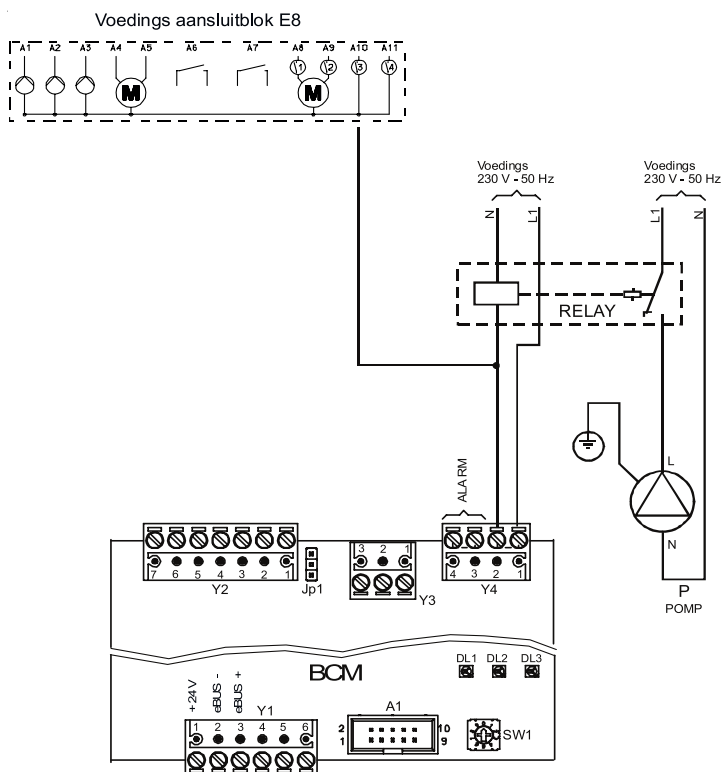 Voedings aansluitblok E8
A1 A2 A3 A4 A5 A6 A7 A8 A9 A10 A11
1 2 3 4
M M
Voedings
230 V - 50 Hz
Voedings
230 V - 50 Hz
N L1 L1 N
RELAY
ALARM
L
N
P
POMP
7 6 5 4 3 2 1
Y2
Jp1
3 2 1
Y3
4 3 2 1
Y4
BCM
DL1 DL2 DL3
+24V
eBUS -
eBUS +
Y1
1 2 3 4 5 6
A1
2 10
1 9
SW1